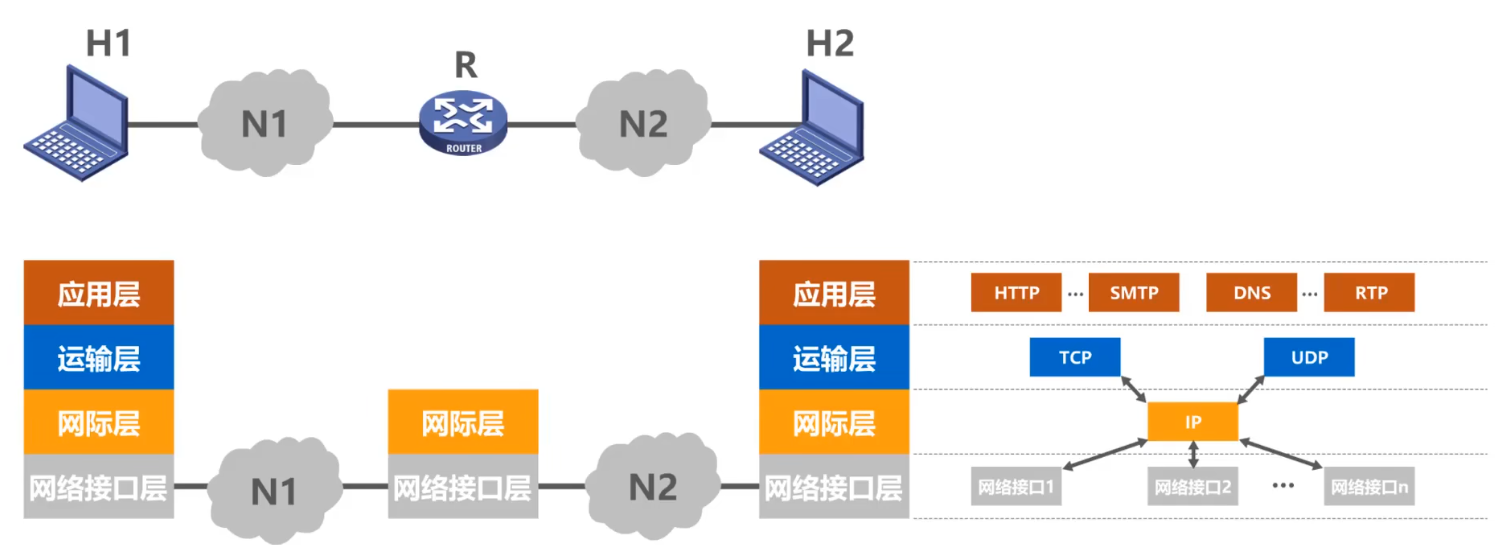 H1
R
H2
N1
N2
ROUTER
应用层
应用层
HTTP ... SMTP DNS ... RTP
运输层
运输层
TCP UDP
网际层
网际层
网际层
IP
网络接口层
N1
网络接口层
N2
网络接口层
网络接口1 网络接口2 ... 网络接口n